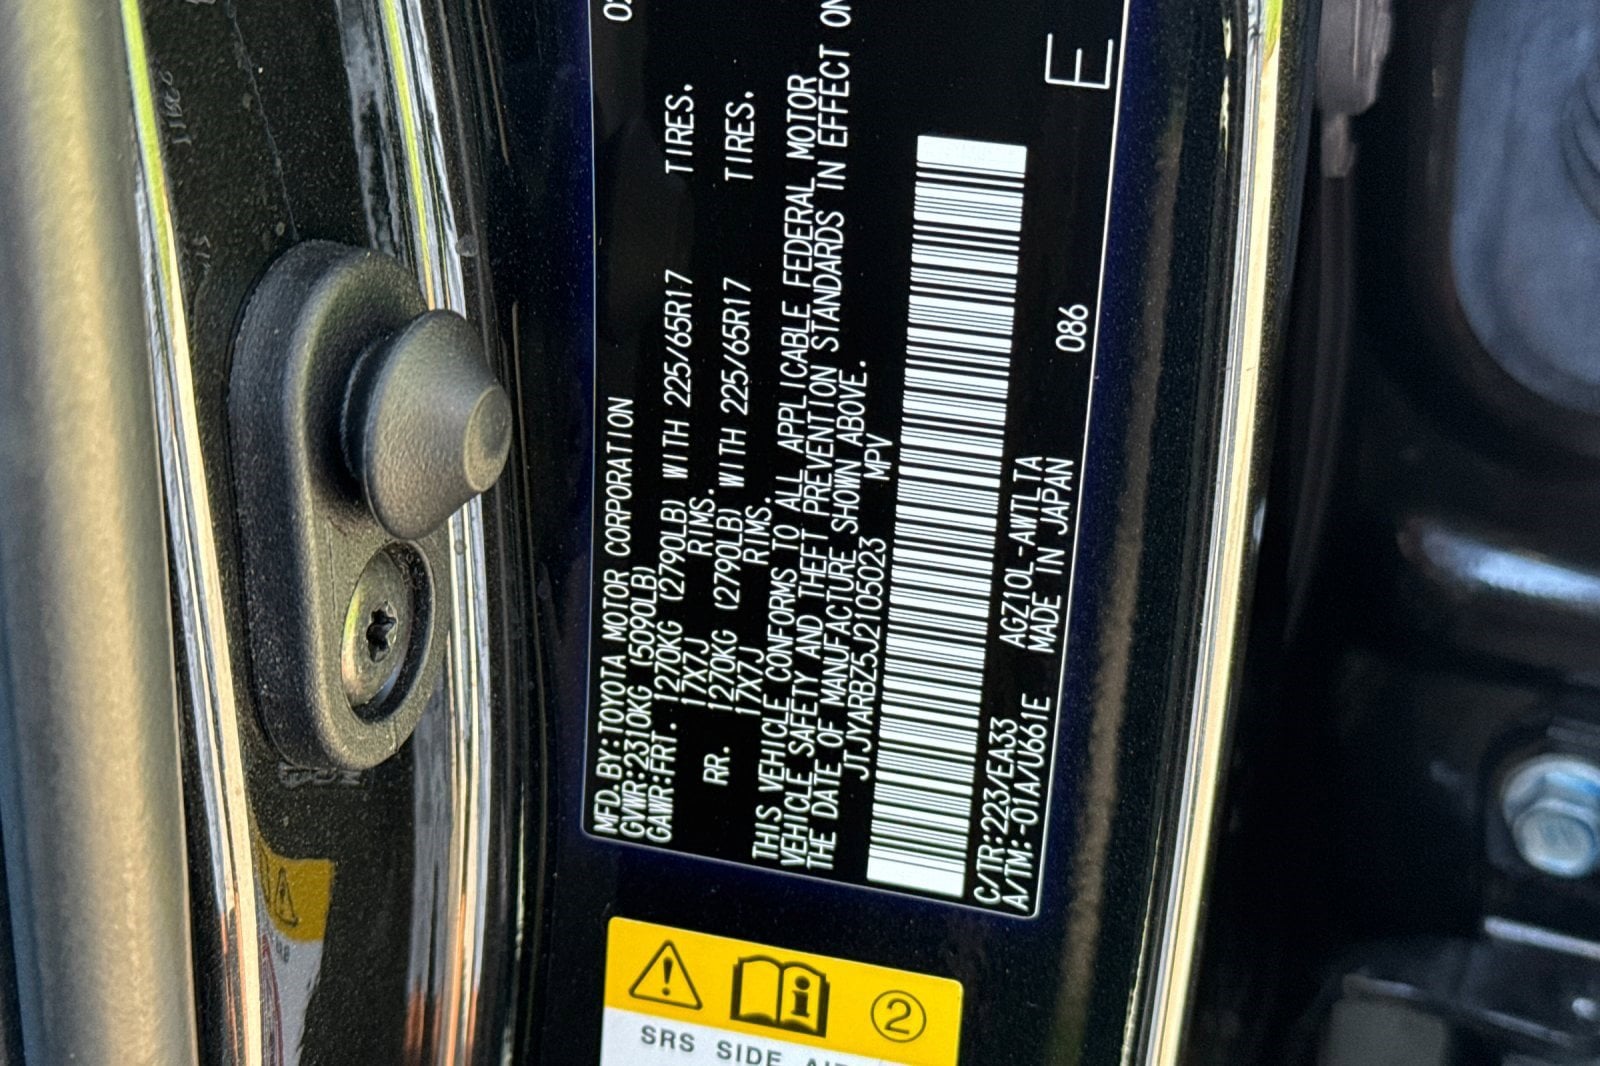 MFD. BY: TOYOTA MOTOR CORPORATION
GVWR: 2310KG (5090LB)
GAWR: FRT. 1270KG (2790LB) WITH 225/65R17 TIRES.
17X7J RIMS.
RR. 1270KG (2790LB) WITH 225/65R17 TIRES.
17X7J RIMS.
THIS VEHICLE CONFORMS TO ALL APPLICABLE FEDERAL MOTOR
VEHICLE SAFETY AND THEFT PREVENTION STANDARDS IN EFFECT ON
THE DATE OF MANUFACTURE SHOWN ABOVE.
JTJYARBZ5J2105023 MPV
E
C/TR: 223/EA33 AGZ10L-AWTLTA 086
A/TM: -01A/U661E MADE IN JAPAN
2
SRS SIDE